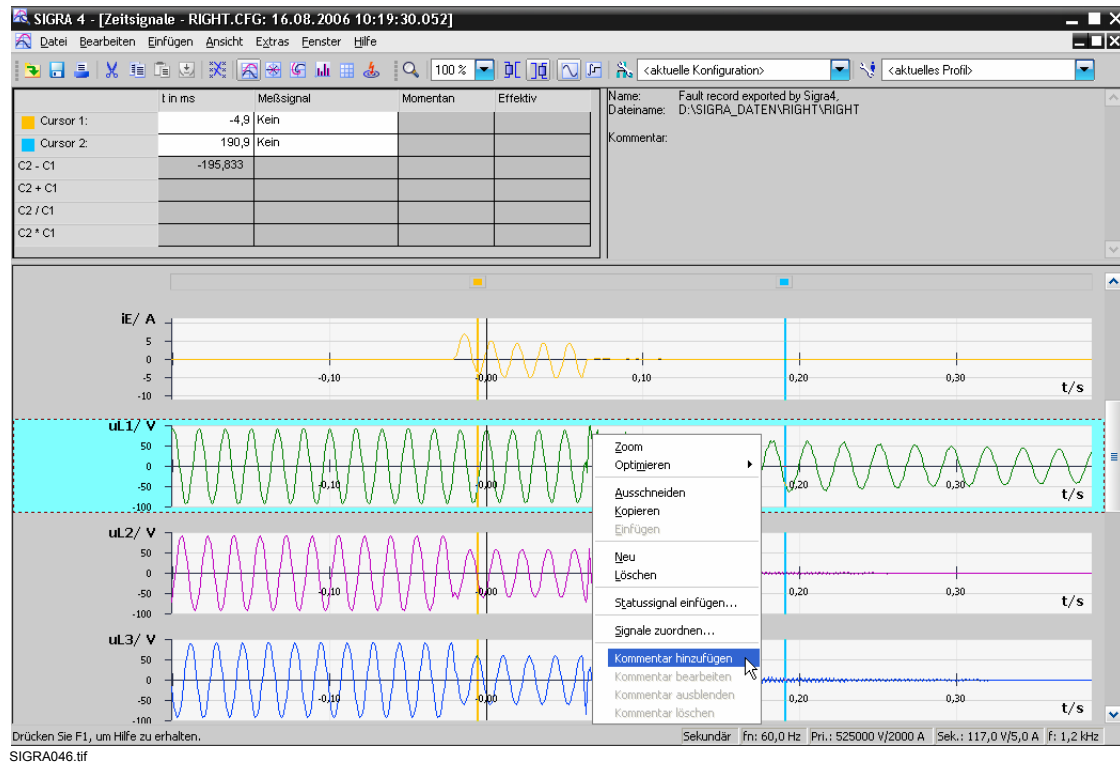 SIGRA 4 - [Zeitsignale - RIGHT.CFG: 16.08.2006 10:19:30.052]
Datei Bearbeiten Einfügen Ansicht Extras Fenster Hilfe
100 % <aktuelle Konfiguration> <aktuelles Profil>
t in ms Meßsignal Momentan Effektiv
Cursor 1: -4,9 Kein
Cursor 2: 190,9 Kein
C2 - C1 -195,833
C2 + C1
C2 / C1
C2 * C1
Name: Fault record exported by Sigra4,
Dateiname: D:\SIGRA_DATEN\RIGHT\RIGHT
Kommentar:
iE/ A
5
0
-5
-10
-0,10 -0,00 0,10 0,20 0,30 t/s
uL1/ V
50
0
-50
-100
-0,10 -0,00 0,20 0,30 t/s
uL2/ V
50
0
-50
-100
-0,10 -0,00 0,20 0,30 t/s
uL3/ V
50
0
-50
-100
-0,10 -0,00 0,20 0,30 t/s
Zoom
Optimieren
Ausschneiden
Kopieren
Einfügen
Neu
Löschen
Statussignal einfügen...
Signale zuordnen...
Kommentar hinzufügen
Kommentar bearbeiten
Kommentar ausblenden
Kommentar löschen
Drücken Sie F1, um Hilfe zu erhalten. Sekundär fn: 60,0 Hz Pri.: 525000 V/2000 A Sek.: 117,0 V/5,0 A f: 1,2 kHz
SIGRA046.tif